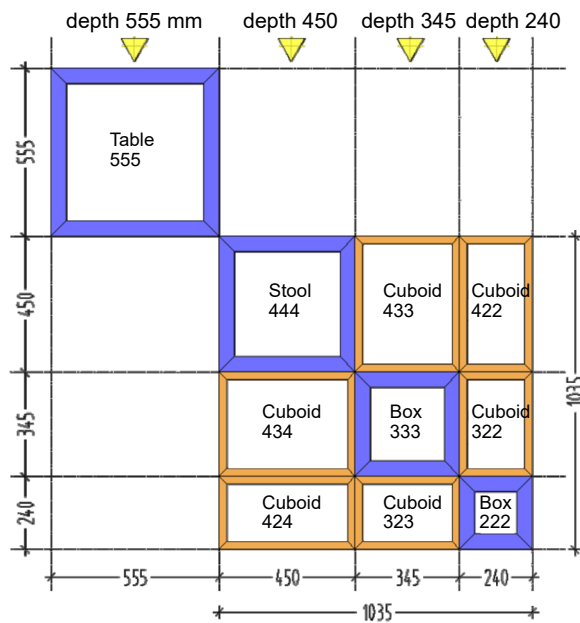 depth 555 mm
depth 450
depth 345
depth 240
555
Table
555
450
Stool
444
Cuboid
433
Cuboid
422
345
Cuboid
434
Box
333
Cuboid
322
1035
240
Cuboid
424
Cuboid
323
Box
222
555
450
345
240
1035